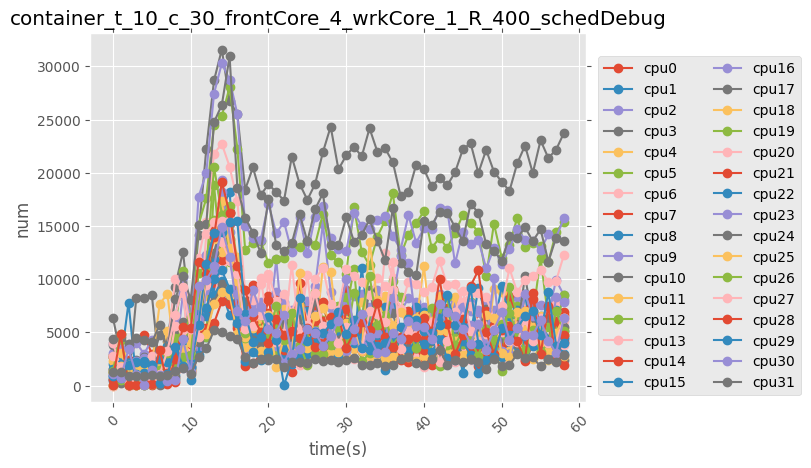 container_t_10_c_30_frontCore_4_wrkCore_1_R_400_schedDebug
30000
25000
20000
15000
10000
5000
0
num
0
10
20
30
40
50
60
time(s)
cpu0
cpu1
cpu2
cpu3
cpu4
cpu5
cpu6
cpu7
cpu8
cpu9
cpu10
cpu11
cpu12
cpu13
cpu14
cpu15
cpu16
cpu17
cpu18
cpu19
cpu20
cpu21
cpu22
cpu23
cpu24
cpu25
cpu26
cpu27
cpu28
cpu29
cpu30
cpu31